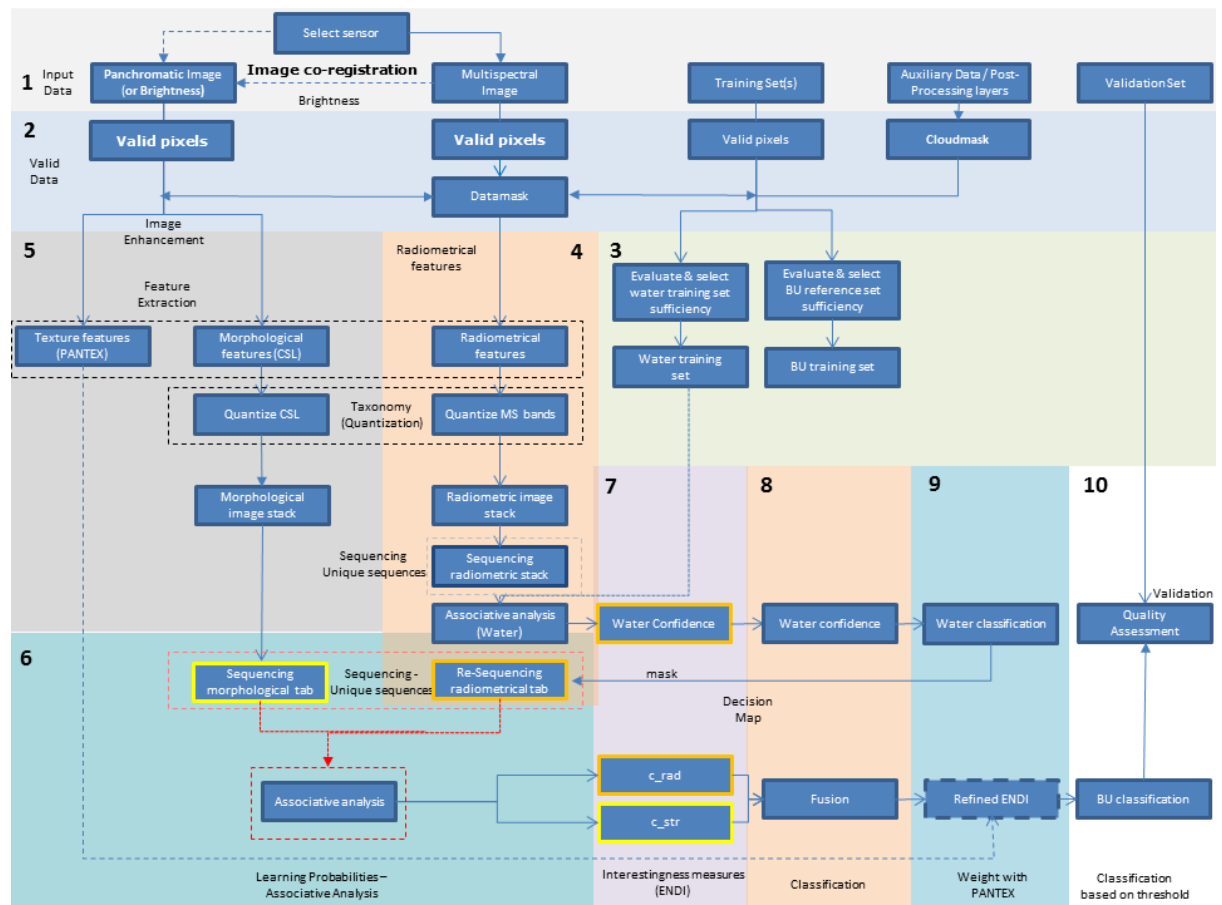 Select sensor
1
Input
Data
Panchromatic Image
(or Brightness)
Image co-registration
Brightness
Multispectral
Image
Training Set(s)
Auxiliary Data / Post-
Processing layers
Validation Set
2
Valid
Data
Valid pixels
Valid pixels
Valid pixels
Cloudmask
Datamask
Image
Enhancement
5
Radiometrical
features
4
3
Feature
Extraction
Evaluate & select
water training set
sufficiency
Evaluate & select
BU reference set
sufficiency
Texture features
(PANTEX)
Morphological
features (CSL)
Radiometrical
features
Water training
set
BU training set
Quantize CSL
Taxonomy
(Quantization)
Quantize MS bands
7
8
9
10
Morphological
image stack
Radiometric image
stack
Sequencing
Unique sequences
Sequencing
radiometric stack
Associative analysis
(Water)
Water Confidence
Water confidence
Water classification
Validation
Quality
Assessment
6
Sequencing
morphological tab
Sequencing -
Unique sequences
Re-Sequencing
radiometrical tab
mask
Decision
Map
Associative analysis
c_rad
c_str
Fusion
Refined ENDI
BU classification
Learning Probabilities–
Associative Analysis
Interestingness measures
(ENDI)
Classification
Weight with
PANTEX
Classification
based on threshold